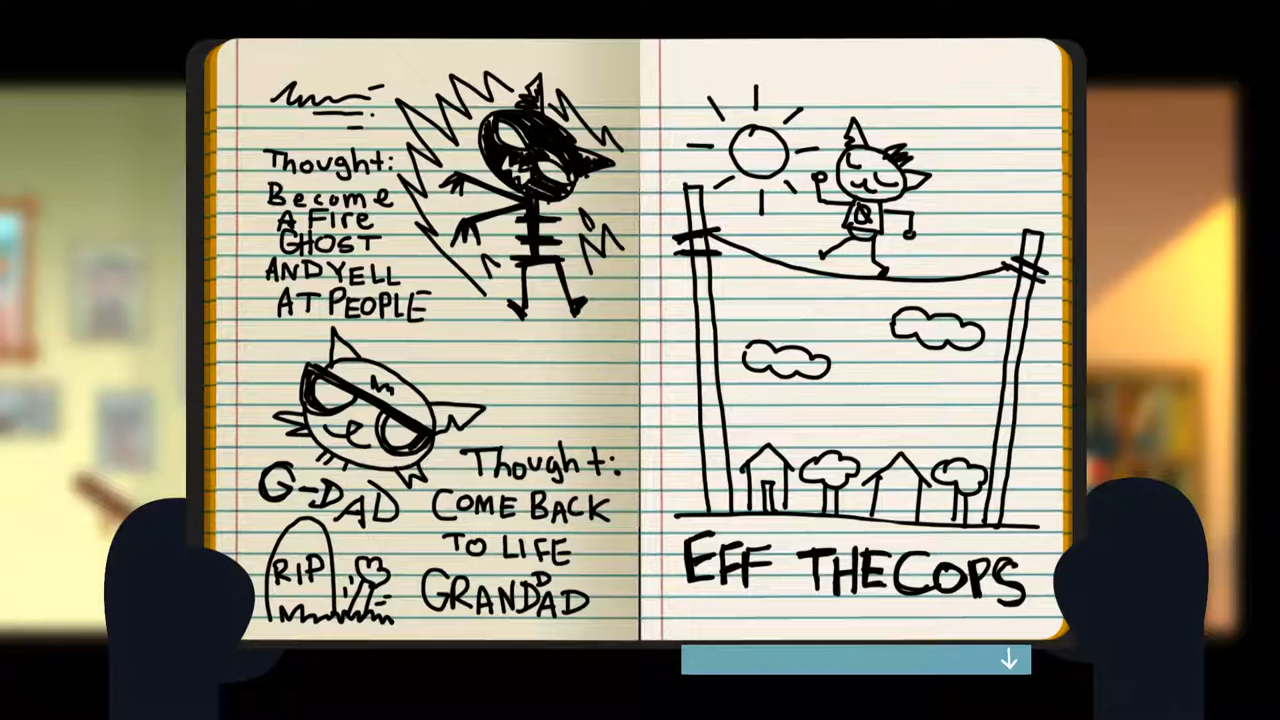 Thought:
Become
A Fire
GHOST
AND YELL
AT PEOPLE
G-DAD
RIP
Thought:
COME BACK
TO LIFE
GRANDDAD
EFF THE COPS